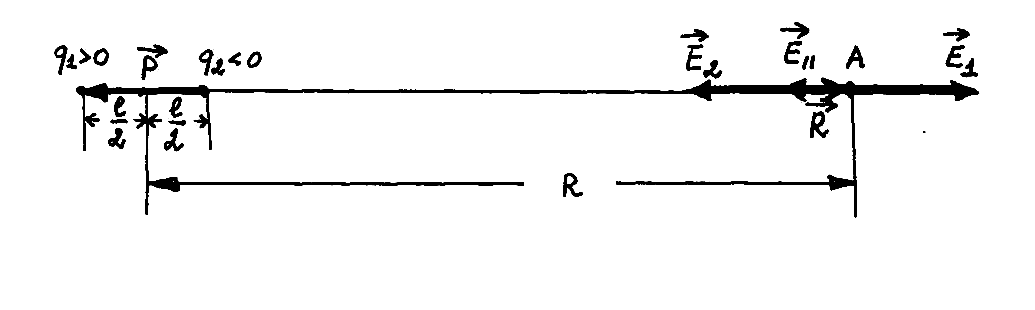 q₁>0 P⃗ q₂<0 E⃗₂ E⃗₁₁ A E⃗₁
l/2 l/2 R⃗
R